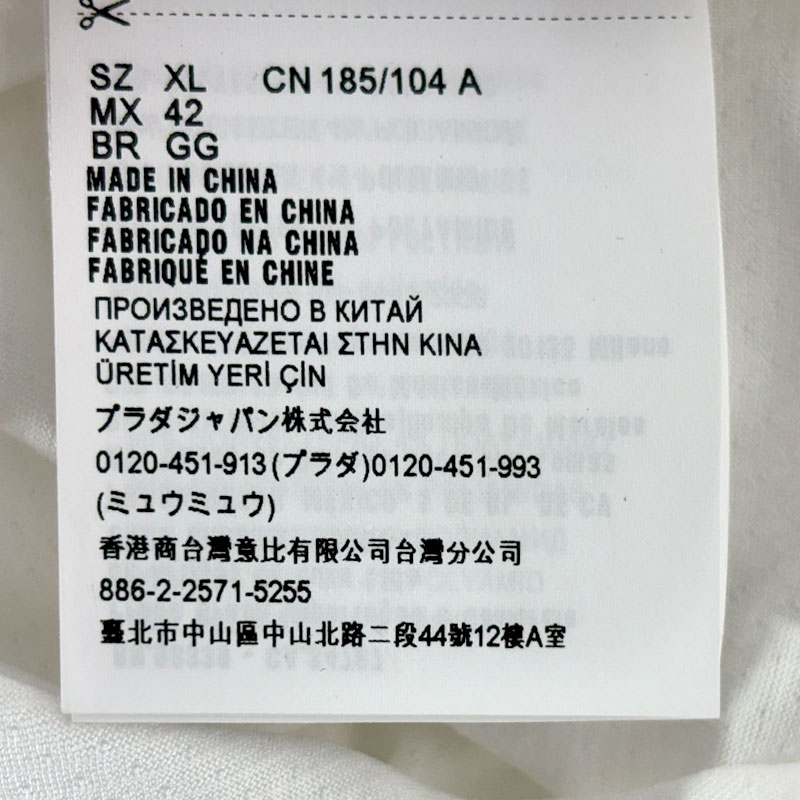 SZ XL CN 185/104 A
MX 42
BR GG
MADE IN CHINA
FABRICADO EN CHINA
FABRICADO NA CHINA
FABRIQUÉ EN CHINE
ПРОИЗВЕДЕНО В КИТАЙ
ΚΑΤΑΣΚΕΥΑΖΕΤΑΙ ΣΤΗΝ ΚΙΝΑ
ÜRETİM YERİ ÇİN
プラダジャパン株式会社
0120-451-913(プラダ)0120-451-993
(ミュウミュウ)
香港商台灣意比有限公司台灣分公司
886-2-2571-5255
臺北市中山區中山北路二段44號12樓A室